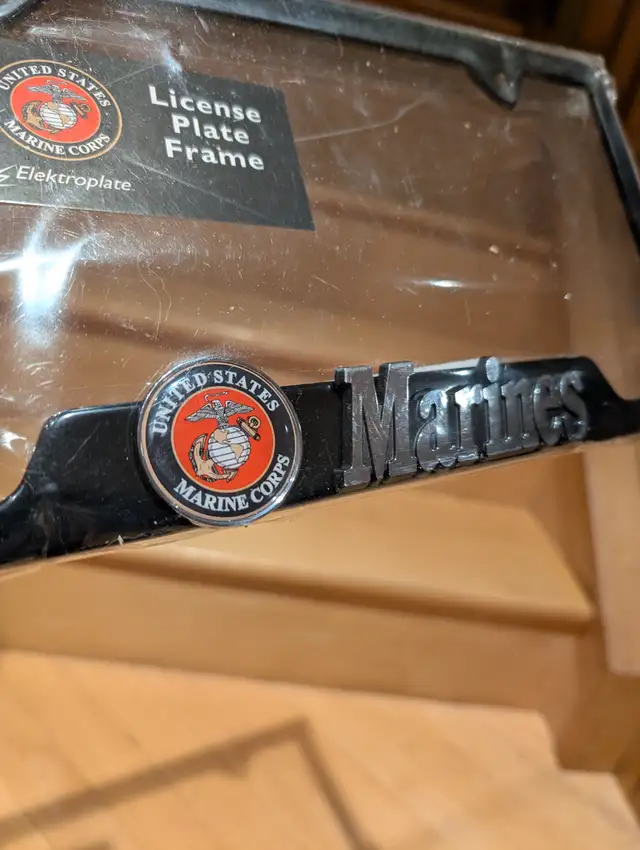 UNITED STATES
MARINE CORPS
License
Plate
Frame
Elektroplate
UNITED STATES
MARINE CORPS
Marines